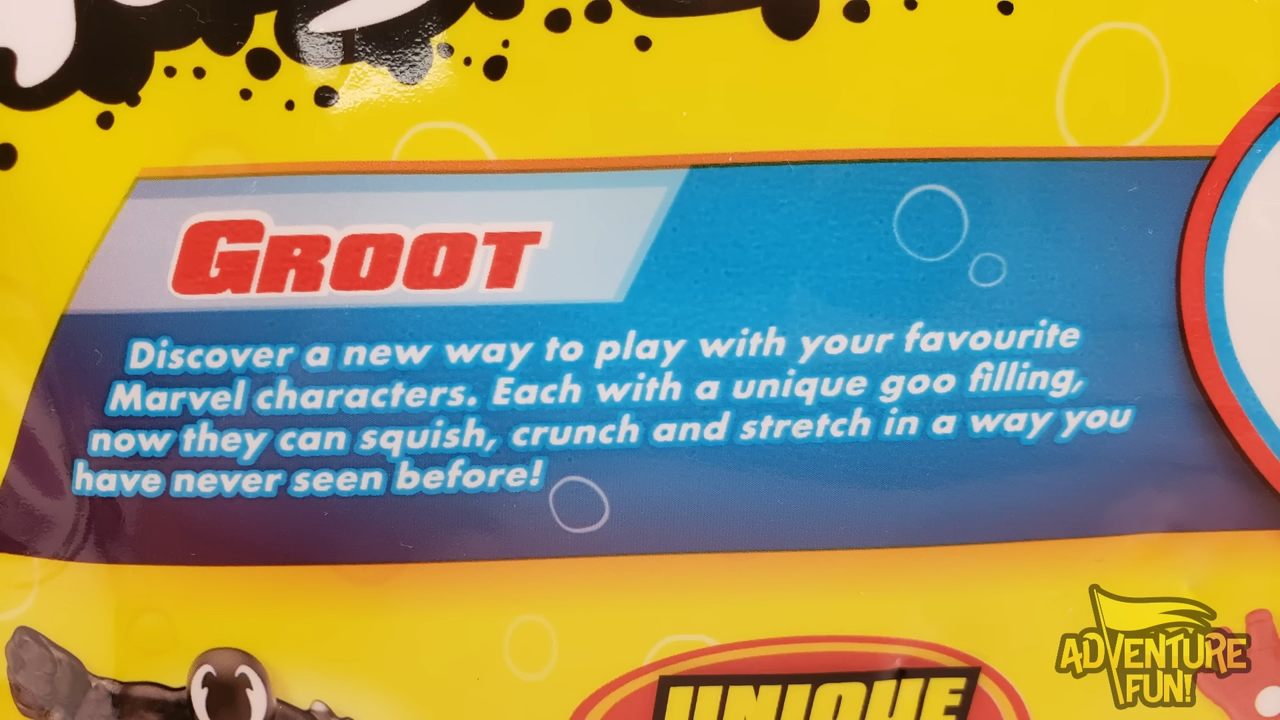 GROOT
Discover a new way to play with your favourite
Marvel characters. Each with a unique goo filling,
now they can squish, crunch and stretch in a way you
have never seen before!
UNIQUE
ADVENTURE
FUN!